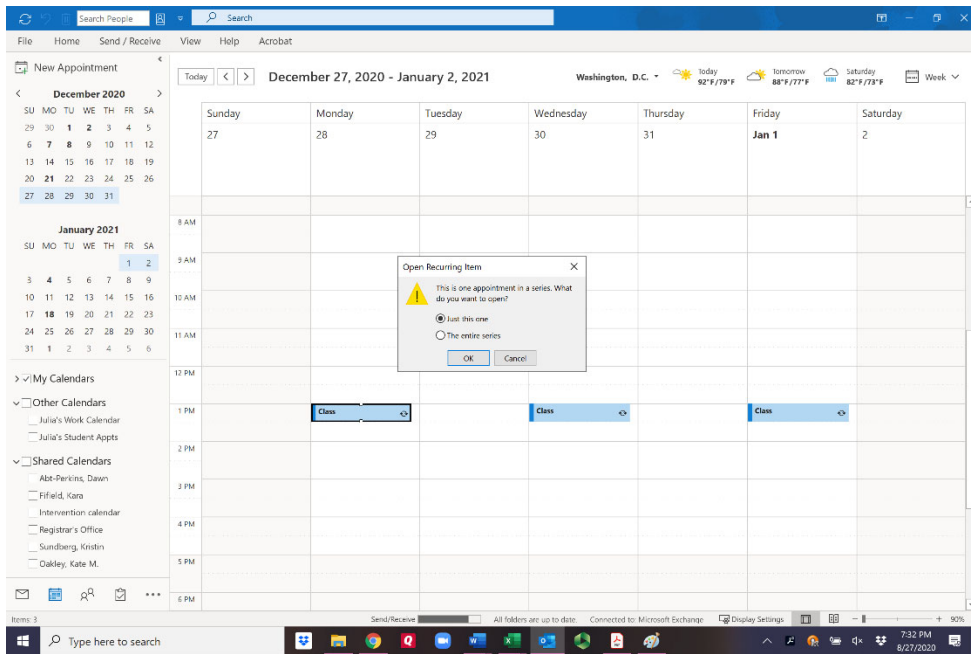 Search People
Search
File Home Send / Receive View Help Acrobat
New Appointment
December 2020
SU MO TU WE TH FR SA
29 30 1 2 3 4 5
6 7 8 9 10 11 12
13 14 15 16 17 18 19
20 21 22 23 24 25 26
27 28 29 30 31
January 2021
SU MO TU WE TH FR SA
1 2
3 4 5 6 7 8 9
10 11 12 13 14 15 16
17 18 19 20 21 22 23
24 25 26 27 28 29 30
31 1 2 3 4 5 6
My Calendars
Other Calendars
Julia's Work Calendar
Julia's Student Appts
Shared Calendars
Abt-Perkins, Dawn
Fifield, Kara
Intervention calendar
Registrar's Office
Sundberg, Kristin
Oakley, Kate M.
Today
December 27, 2020 - January 2, 2021
Washington, D.C.
Today
92°F/79°F
Tomorrow
88°F/77°F
Saturday
82°F/73°F
Week
Sunday Monday Tuesday Wednesday Thursday Friday Saturday
27 28 29 30 31 Jan 1 2
8 AM
9 AM
10 AM
11 AM
12 PM
1 PM
2 PM
3 PM
4 PM
5 PM
6 PM
Open Recurring Item
This is one appointment in a series. What
do you want to open?
Just this one
The entire series
OK Cancel
Class Class Class
Items: 3
Send/Receive
All folders are up to date.
Connected to: Microsoft Exchange
Display Settings
90%
Type here to search
7:32 PM
8/27/2020